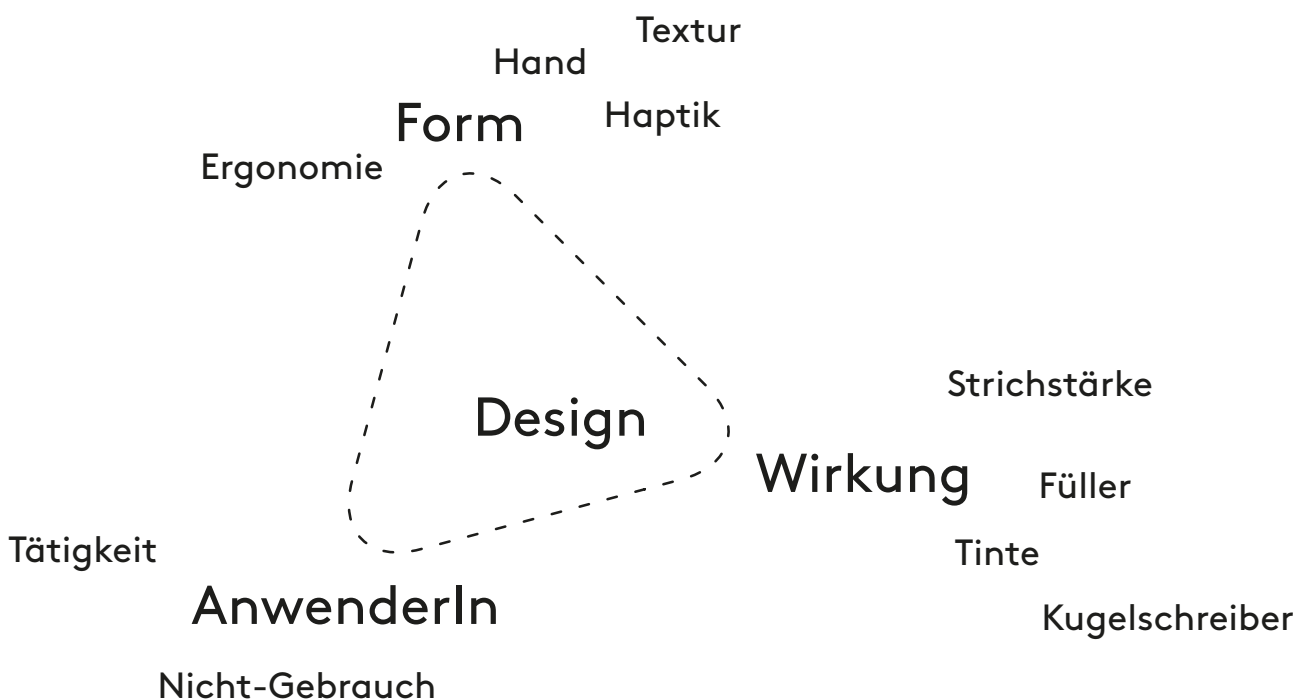 Textur
Hand
Form
Haptik
Ergonomie
Design
Strichstärke
Wirkung
Füller
Tinte
Kugelschreiber
Tätigkeit
AnwenderIn
Nicht-Gebrauch